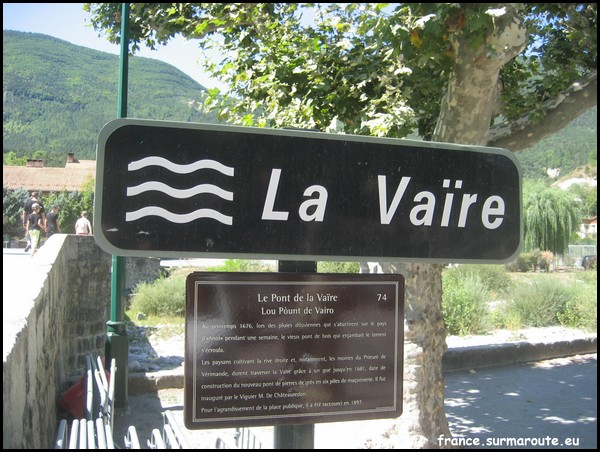 La Vaïre
Le Pont de la Vaïre 74
Lou Pouònt de Vairo
Au printemps 1676, lors des pluies diluviennes qui s'abattirent sur le pays
d'Annot pendant une semaine, le vieux pont de bois qui enjambait le torrent
s'écroula.
Les paysans cultivant la rive droite et, notamment, les moines du Prieuré de
Vérimande, durent traverser la Vaïre grâce à un gué jusqu'en 1681, date de
construction du nouveau pont de pierres de grès en six piles de maçonnerie. Il fut
inauguré par le Viguier M. De Châteauredon.
Pour l'agrandissement de la place publique, il a été raccourci en 1897.
france.surmaroute.eu